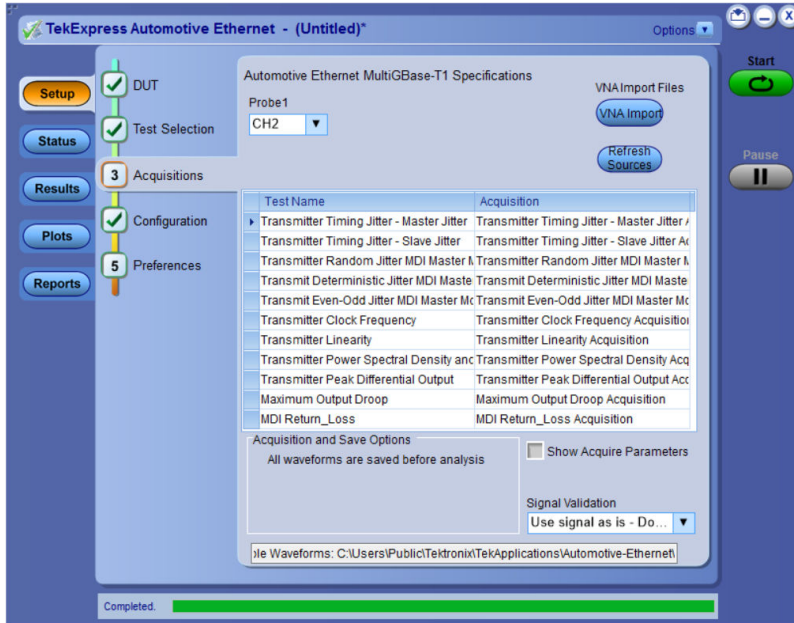 TekExpress Automotive Ethernet - (Untitled)*
Options
Start
Pause
Setup
Status
Results
Plots
Reports
DUT
Test Selection
3 Acquisitions
Configuration
5 Preferences
Automotive Ethernet MultiGBase-T1 Specifications
Probe1
CH2
VNA Import Files
VNA Import
Refresh
Sources
Test Name Acquisition
Transmitter Timing Jitter - Master Jitter Transmitter Timing Jitter - Master Jitter
Transmitter Timing Jitter - Slave Jitter Transmitter Timing Jitter - Slave Jitter
Transmitter Random Jitter MDI Master Transmitter Random Jitter MDI Master
Transmit Deterministic Jitter MDI Maste Transmit Deterministic Jitter MDI Maste
Transmit Even-Odd Jitter MDI Master Mc Transmit Even-Odd Jitter MDI Master Mc
Transmitter Clock Frequency Transmitter Clock Frequency Acquisition
Transmitter Linearity Transmitter Linearity Acquisition
Transmitter Power Spectral Density and Transmitter Power Spectral Density Acq
Transmitter Peak Differential Output Transmitter Peak Differential Output Acc
Maximum Output Droop Maximum Output Droop Acquisition
MDI Return_Loss MDI Return_Loss Acquisition
Acquisition and Save Options
All waveforms are saved before analysis
Show Acquire Parameters
Signal Validation
Use signal as is - Do...
ole Waveforms: C:\Users\Public\Tektronix\TekApplications\Automotive-Ethernet\
Completed.